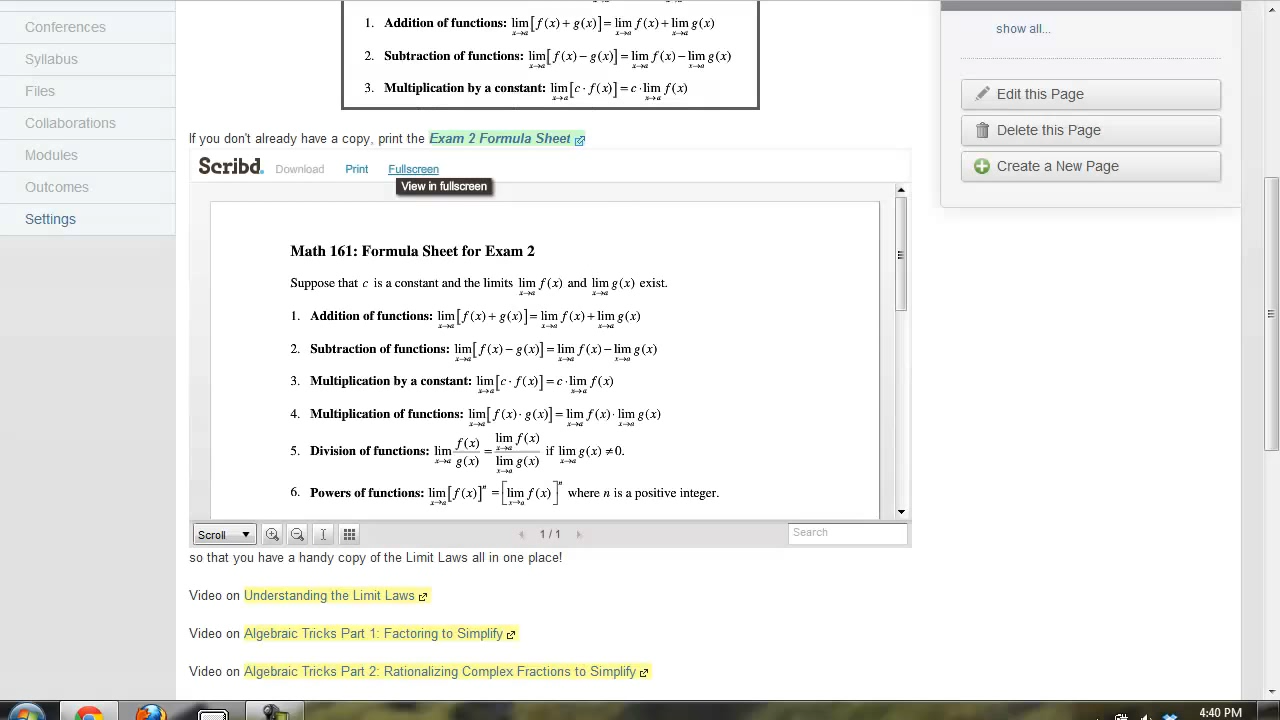 Conferences
Syllabus
Files
Collaborations
Modules
Outcomes
Settings
1. Addition of functions: lim x→a [f(x) + g(x)] = lim x→a f(x) + lim x→a g(x)
2. Subtraction of functions: lim x→a [f(x) − g(x)] = lim x→a f(x) − lim x→a g(x)
3. Multiplication by a constant: lim x→a [c · f(x)] = c · lim x→a f(x)
If you don't already have a copy, print the Exam 2 Formula Sheet
Scribd. Download Print Fullscreen
View in fullscreen
Math 161: Formula Sheet for Exam 2
Suppose that c is a constant and the limits lim x→a f(x) and lim x→a g(x) exist.
1. Addition of functions: lim x→a [f(x) + g(x)] = lim x→a f(x) + lim x→a g(x)
2. Subtraction of functions: lim x→a [f(x) − g(x)] = lim x→a f(x) − lim x→a g(x)
3. Multiplication by a constant: lim x→a [c · f(x)] = c · lim x→a f(x)
4. Multiplication of functions: lim x→a [f(x) · g(x)] = lim x→a f(x) · lim x→a g(x)
5. Division of functions: lim x→a f(x)/g(x) = lim x→a f(x) / lim x→a g(x) if lim x→a g(x) ≠ 0.
6. Powers of functions: lim x→a [f(x)]^n = [lim x→a f(x)]^n where n is a positive integer.
Scroll 1 / 1 Search
so that you have a handy copy of the Limit Laws all in one place!
Video on Understanding the Limit Laws
Video on Algebraic Tricks Part 1: Factoring to Simplify
Video on Algebraic Tricks Part 2: Rationalizing Complex Fractions to Simplify
show all...
Edit this Page
Delete this Page
Create a New Page
4:40 PM